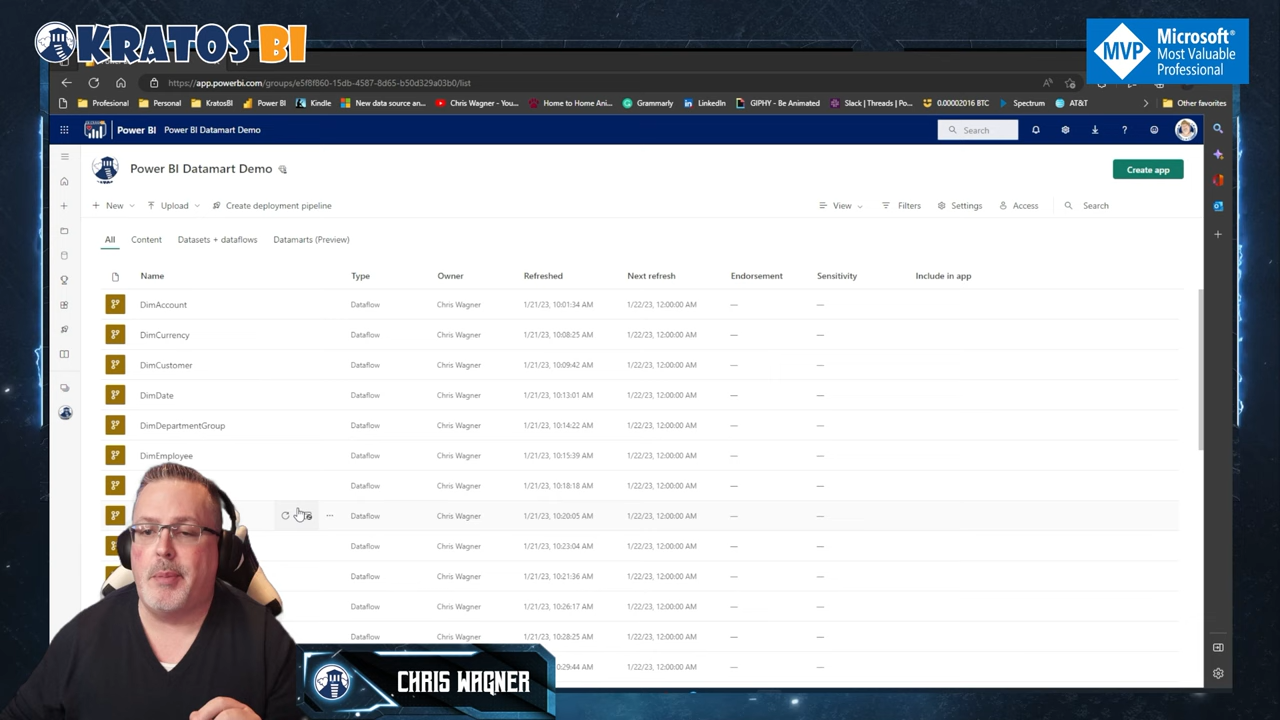 KRATOS BI
MVP
Microsoft®
Most Valuable
Professional
https://app.powerbi.com/groups/e5f8f860-15db-4587-8d65-b50d329a03b0/list
Profesional
Personal
KratosBI
Power BI
Kindle
New data source an...
Chris Wagner - You...
Home to Home Ani...
Grammarly
LinkedIn
GIPHY - Be Animated
Slack | Threads | Po...
0.00002016 BTC
Spectrum
AT&T
Other favorites
Power BI
Power BI Datamart Demo
Search
Power BI Datamart Demo
Create app
New
Upload
Create deployment pipeline
View
Filters
Settings
Access
Search
All
Content
Datasets + dataflows
Datamarts (Preview)
Name Type Owner Refreshed Next refresh Endorsement Sensitivity Include in app
DimAccount Dataflow Chris Wagner 1/21/23, 10:01:34 AM 1/22/23, 12:00:00 AM — —
DimCurrency Dataflow Chris Wagner 1/21/23, 10:08:25 AM 1/22/23, 12:00:00 AM — —
DimCustomer Dataflow Chris Wagner 1/21/23, 10:09:42 AM 1/22/23, 12:00:00 AM — —
DimDate Dataflow Chris Wagner 1/21/23, 10:13:01 AM 1/22/23, 12:00:00 AM — —
DimDepartmentGroup Dataflow Chris Wagner 1/21/23, 10:14:22 AM 1/22/23, 12:00:00 AM — —
DimEmployee Dataflow Chris Wagner 1/21/23, 10:15:39 AM 1/22/23, 12:00:00 AM — —
Dataflow Chris Wagner 1/21/23, 10:18:18 AM 1/22/23, 12:00:00 AM — —
Dataflow Chris Wagner 1/21/23, 10:20:05 AM 1/22/23, 12:00:00 AM — —
Dataflow Chris Wagner 1/21/23, 10:23:04 AM 1/22/23, 12:00:00 AM — —
Dataflow Chris Wagner 1/21/23, 10:21:36 AM 1/22/23, 12:00:00 AM — —
Dataflow Chris Wagner 1/21/23, 10:26:17 AM 1/22/23, 12:00:00 AM — —
Dataflow Chris Wagner 1/21/23, 10:28:25 AM 1/22/23, 12:00:00 AM — —
10:29:44 AM 1/22/23, 12:00:00 AM — —
CHRIS WAGNER